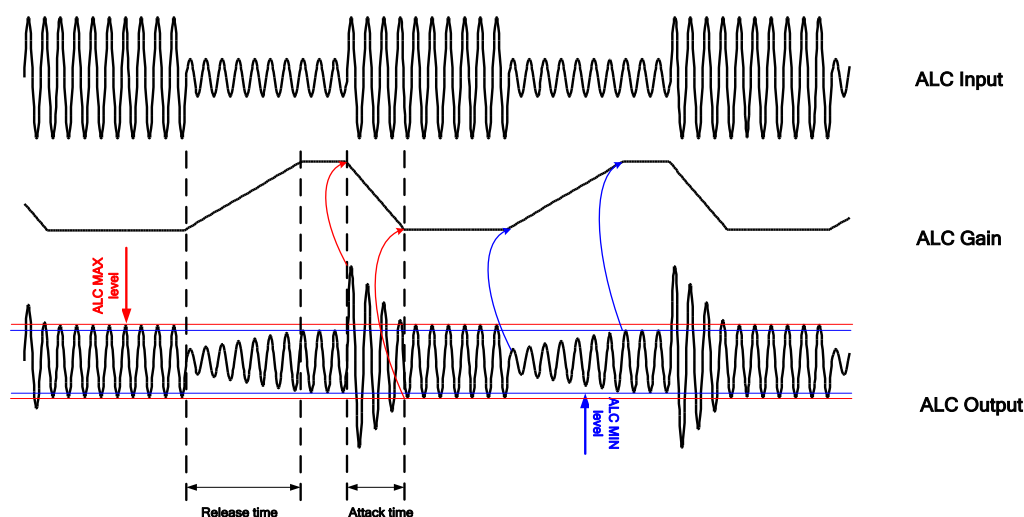 ALC Input
ALC Gain
ALC MAX
level
ALC MIN
level
ALC Output
Release time
Attack time